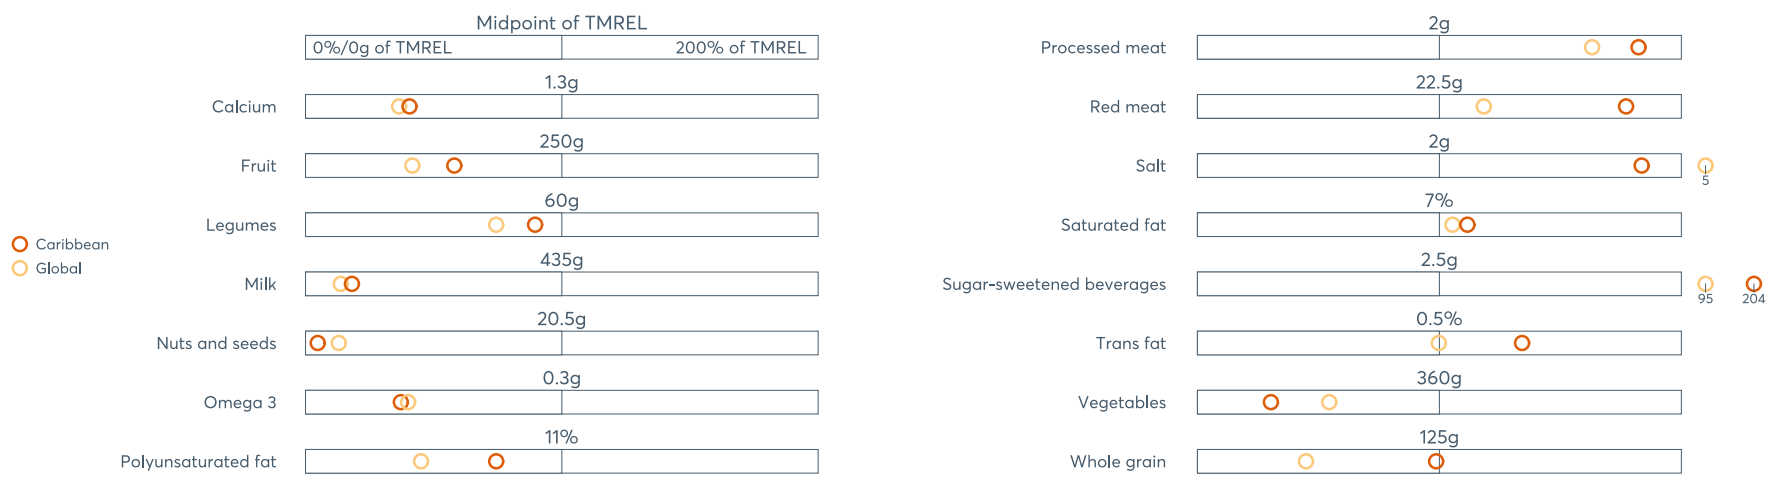 Midpoint of TMREL
0%/0g of TMREL
200% of TMREL
1.3g
Calcium
250g
Fruit
60g
Legumes
435g
Milk
20.5g
Nuts and seeds
0.3g
Omega 3
11%
Polyunsaturated fat
Caribbean
Global
2g
Processed meat
22.5g
Red meat
2g
Salt
5
7%
Saturated fat
2.5g
Sugar-sweetened beverages
95
204
0.5%
Trans fat
360g
Vegetables
125g
Whole grain